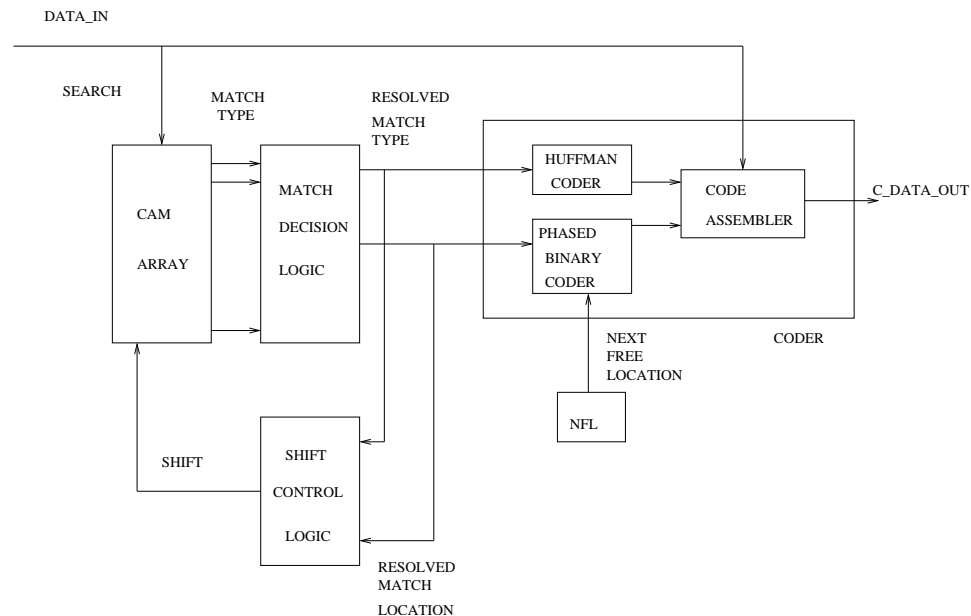 DATA_IN
SEARCH
MATCH
TYPE
RESOLVED
MATCH
TYPE
CAM
ARRAY
MATCH
DECISION
LOGIC
HUFFMAN
CODER
PHASED
BINARY
CODER
CODE
ASSEMBLER
C_DATA_OUT
CODER
NEXT
FREE
LOCATION
NFL
SHIFT
SHIFT
CONTROL
LOGIC
RESOLVED
MATCH
LOCATION